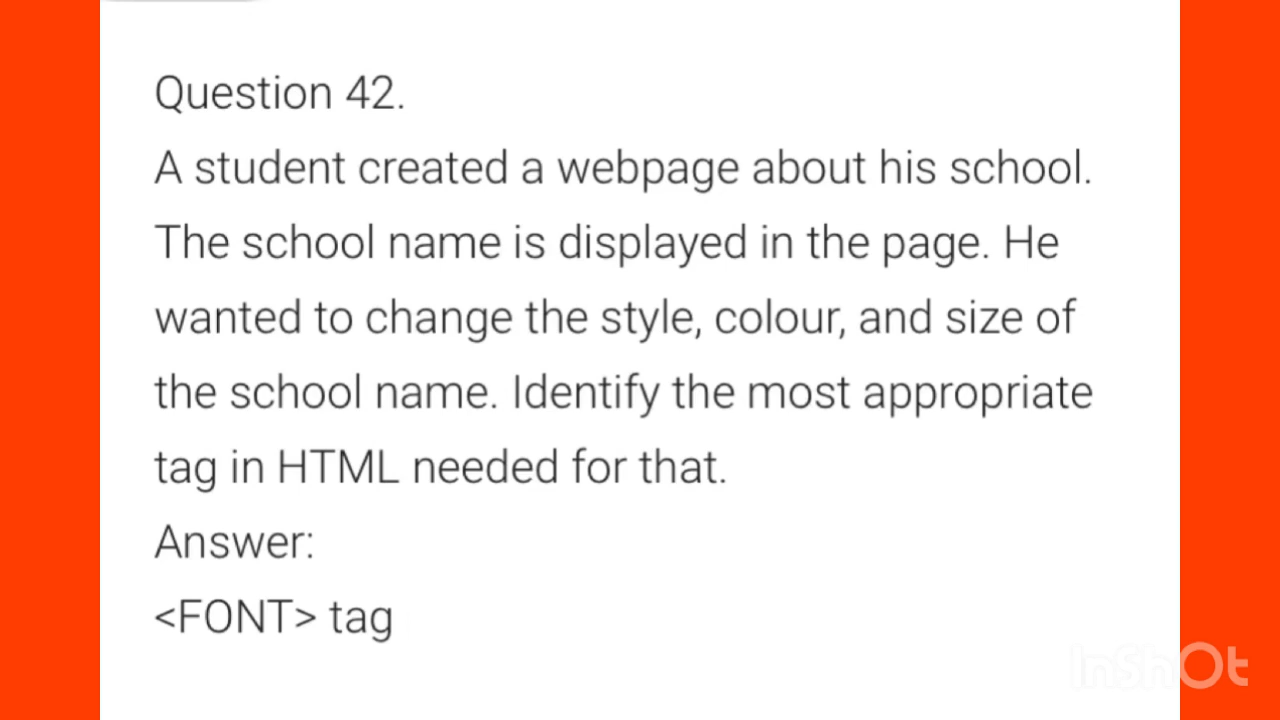 Question 42.
A student created a webpage about his school.
The school name is displayed in the page. He
wanted to change the style, colour, and size of
the school name. Identify the most appropriate
tag in HTML needed for that.
Answer:
<FONT> tag
InShOt